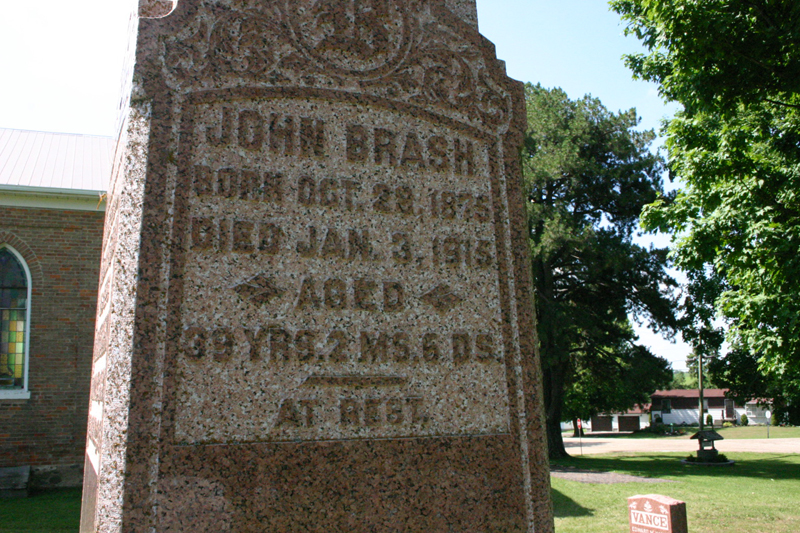 JOHN BRASH
BORN OCT. 28, 1875
DIED JAN. 3, 1915
AGED
39 YRS. 2 MS. 6 DS.
AT REST.
VANCE